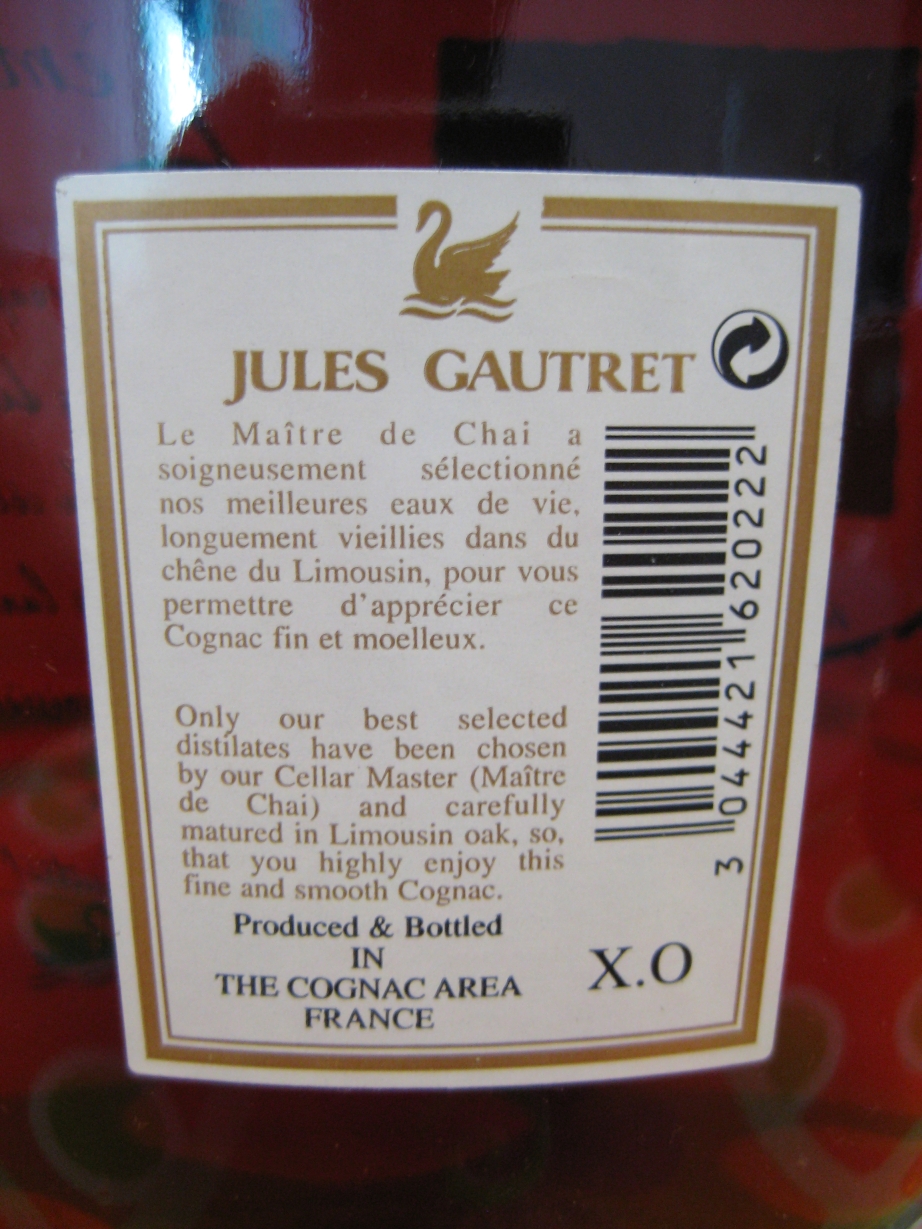 JULES GAUTRET
Le Maître de Chai a
soigneusement sélectionné
nos meilleures eaux de vie,
longuement vieillies dans du
chêne du Limousin, pour vous
permettre d'apprécier ce
Cognac fin et moelleux.
Only our best selected
distilates have been chosen
by our Cellar Master (Maître
de Chai) and carefully
matured in Limousin oak, so,
that you highly enjoy this
fine and smooth Cognac.
Produced & Bottled
IN
THE COGNAC AREA
FRANCE
X.O
3 044421 620222